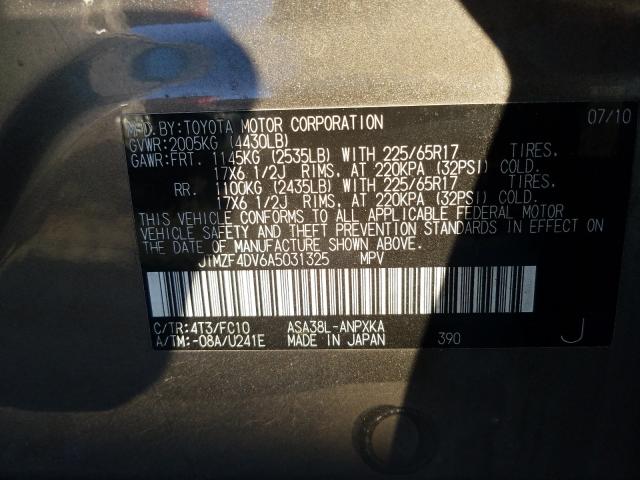 MFD.BY:TOYOTA MOTOR CORPORATION 07/10
GVWR:2005KG (4430LB)
GAWR:FRT. 1145KG (2535LB) WITH 225/65R17 TIRES.
17X6 1/2J RIMS, AT 220KPA (32PSI) COLD.
RR. 1100KG (2435LB) WITH 225/65R17 TIRES,
17X6 1/2J RIMS, AT 220KPA (32PSI) COLD.
THIS VEHICLE CONFORMS TO ALL APPLICABLE FEDERAL MOTOR
VEHICLE SAFETY AND THEFT PREVENTION STANDARDS IN EFFECT ON
THE DATE OF MANUFACTURE SHOWN ABOVE.
JTMZF4DV6A5031325 MPV
C/TR:4T3/FC10 ASA38L-ANPXKA
A/TM:-08A/U241E MADE IN JAPAN 390 J